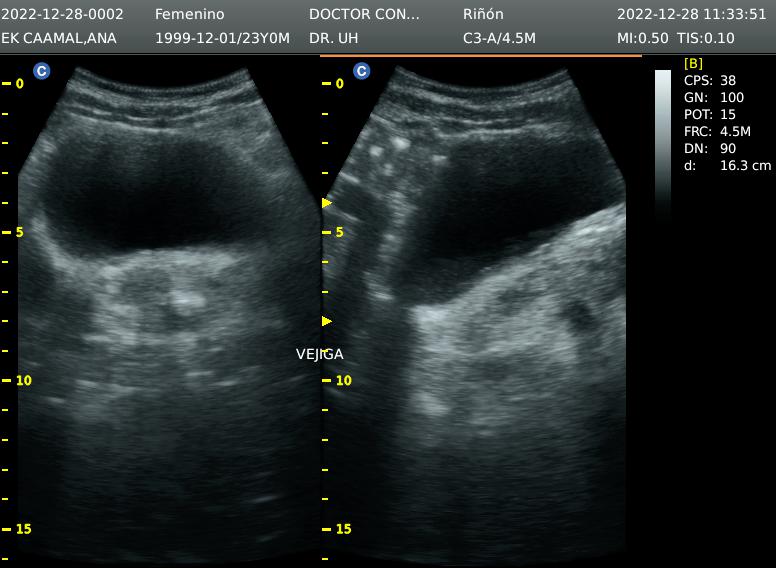 2022-12-28-0002 Femenino DOCTOR CON... Riñón 2022-12-28 11:33:51
EK CAAMAL,ANA 1999-12-01/23Y0M DR. UH C3-A/4.5M MI:0.50 TIS:0.10
C
C
[B]
CPS: 38
GN: 100
POT: 15
FRC: 4.5M
DN: 90
d: 16.3 cm
0
0
5
5
VEJIGA
10
10
15
15